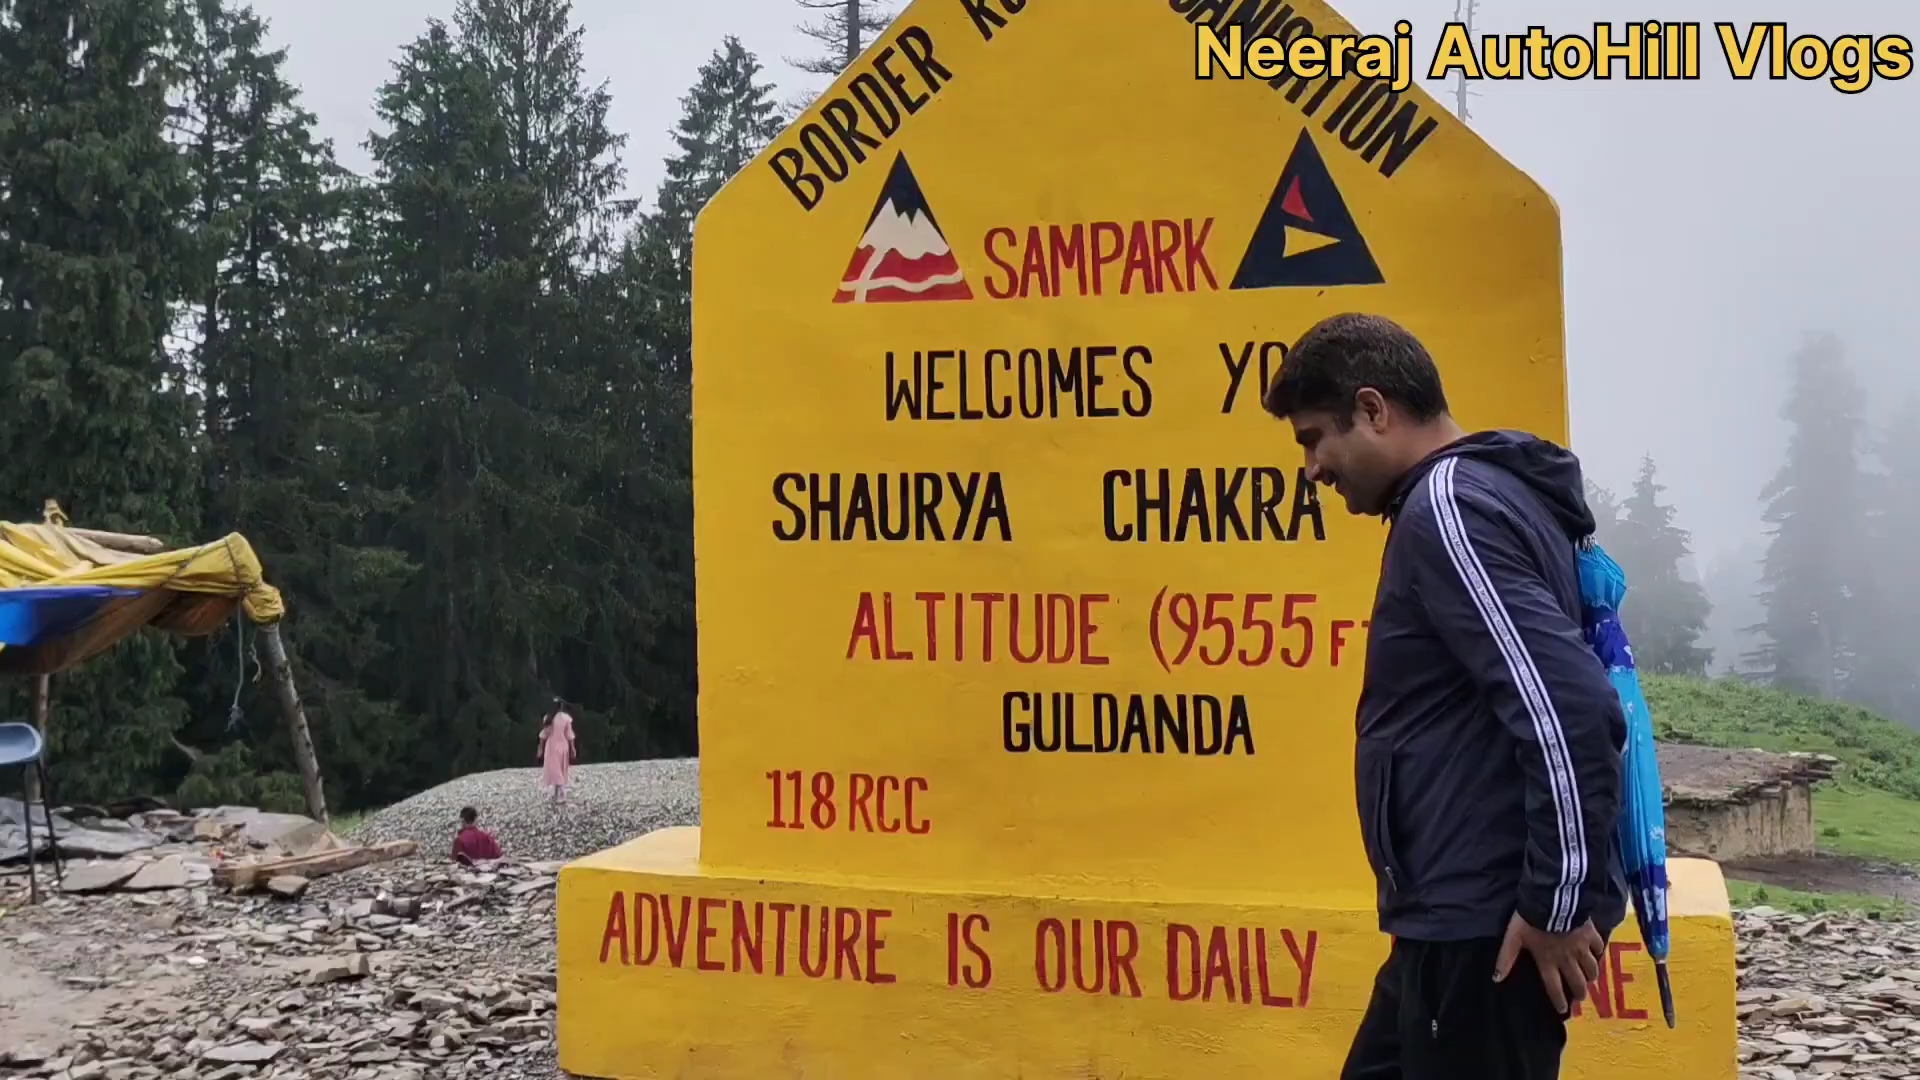 Neeraj AutoHill Vlogs
BORDER
SAMPARK
WELCOMES
SHAURYA CHAKRA
ALTITUDE (9555 F
GULDANDA
118 RCC
ADVENTURE IS OUR DAILY